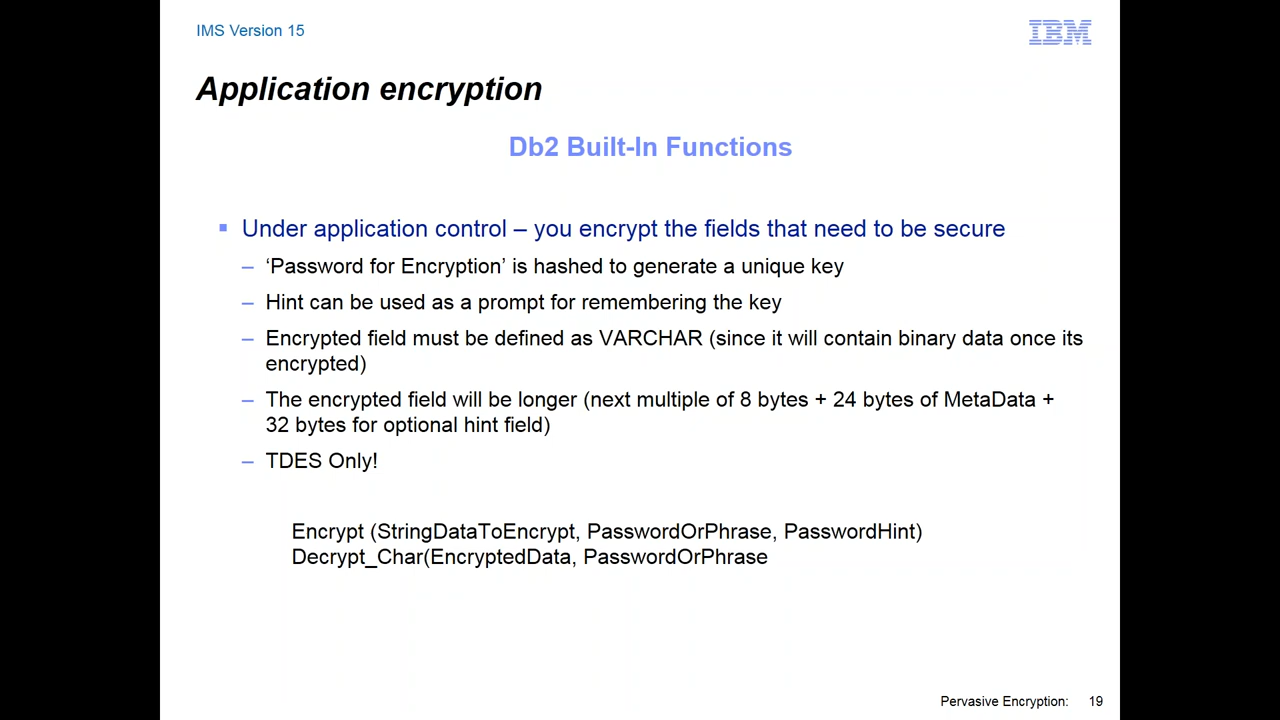 IMS Version 15
IBM
Application encryption
Db2 Built-In Functions
▪ Under application control – you encrypt the fields that need to be secure
– ‘Password for Encryption’ is hashed to generate a unique key
– Hint can be used as a prompt for remembering the key
– Encrypted field must be defined as VARCHAR (since it will contain binary data once its
encrypted)
– The encrypted field will be longer (next multiple of 8 bytes + 24 bytes of MetaData +
32 bytes for optional hint field)
– TDES Only!
Encrypt (StringDataToEncrypt, PasswordOrPhrase, PasswordHint)
Decrypt_Char(EncryptedData, PasswordOrPhrase
Pervasive Encryption: 19